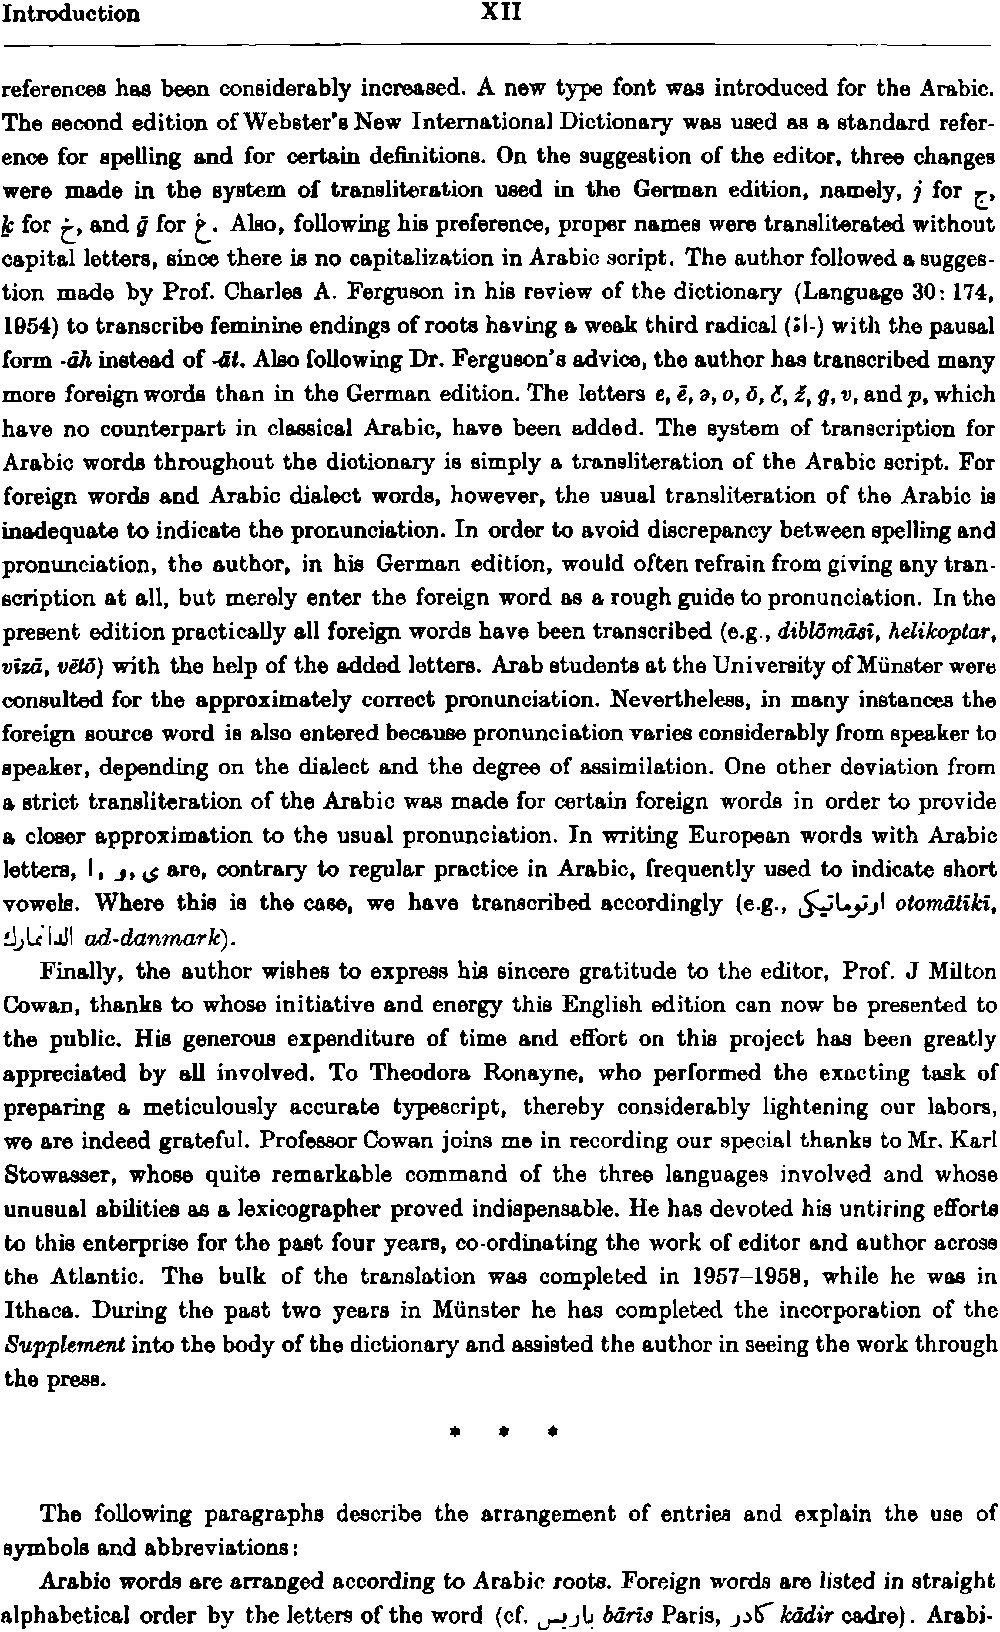 Introduction XII
references has been considerably increased. A new type font was introduced for the Arabic.
The second edition of Webster's New International Dictionary was used as a standard refer-
ence for spelling and for certain definitions. On the suggestion of the editor, three changes
were made in the system of transliteration used in the German edition, namely, j for ج,
ḵ for خ, and ḡ for غ. Also, following his preference, proper names were transliterated without
capital letters, since there is no capitalization in Arabic script. The author followed a sugges-
tion made by Prof. Charles A. Ferguson in his review of the dictionary (Language 30: 174,
1954) to transcribe feminine endings of roots having a weak third radical (اة-) with the pausal
form -āh instead of -āt. Also following Dr. Ferguson's advice, the author has transcribed many
more foreign words than in the German edition. The letters e, ē, ə, o, ō, č, ž, g, v, and p, which
have no counterpart in classical Arabic, have been added. The system of transcription for
Arabic words throughout the dictionary is simply a transliteration of the Arabic script. For
foreign words and Arabic dialect words, however, the usual transliteration of the Arabic is
inadequate to indicate the pronunciation. In order to avoid discrepancy between spelling and
pronunciation, the author, in his German edition, would often refrain from giving any tran-
scription at all, but merely enter the foreign word as a rough guide to pronunciation. In the
present edition practically all foreign words have been transcribed (e.g., diblōmāsī, helikoptar,
vīzā, vētō) with the help of the added letters. Arab students at the University of Münster were
consulted for the approximately correct pronunciation. Nevertheless, in many instances the
foreign source word is also entered because pronunciation varies considerably from speaker to
speaker, depending on the dialect and the degree of assimilation. One other deviation from
a strict transliteration of the Arabic was made for certain foreign words in order to provide
a closer approximation to the usual pronunciation. In writing European words with Arabic
letters, ا, و, ى are, contrary to regular practice in Arabic, frequently used to indicate short
vowels. Where this is the case, we have transcribed accordingly (e.g., اوتوماتيكى otomātīkī,
الدانمارك ad-danmark).
Finally, the author wishes to express his sincere gratitude to the editor, Prof. J Milton
Cowan, thanks to whose initiative and energy this English edition can now be presented to
the public. His generous expenditure of time and effort on this project has been greatly
appreciated by all involved. To Theodora Ronayne, who performed the exacting task of
preparing a meticulously accurate typescript, thereby considerably lightening our labors,
we are indeed grateful. Professor Cowan joins me in recording our special thanks to Mr. Karl
Stowasser, whose quite remarkable command of the three languages involved and whose
unusual abilities as a lexicographer proved indispensable. He has devoted his untiring efforts
to this enterprise for the past four years, co-ordinating the work of editor and author across
the Atlantic. The bulk of the translation was completed in 1957–1958, while he was in
Ithaca. During the past two years in Münster he has completed the incorporation of the
Supplement into the body of the dictionary and assisted the author in seeing the work through
the press.
* * *
The following paragraphs describe the arrangement of entries and explain the use of
symbols and abbreviations:
Arabic words are arranged according to Arabic roots. Foreign words are listed in straight
alphabetical order by the letters of the word (cf. باريس bārīs Paris, كادر kādir cadre). Arabi-